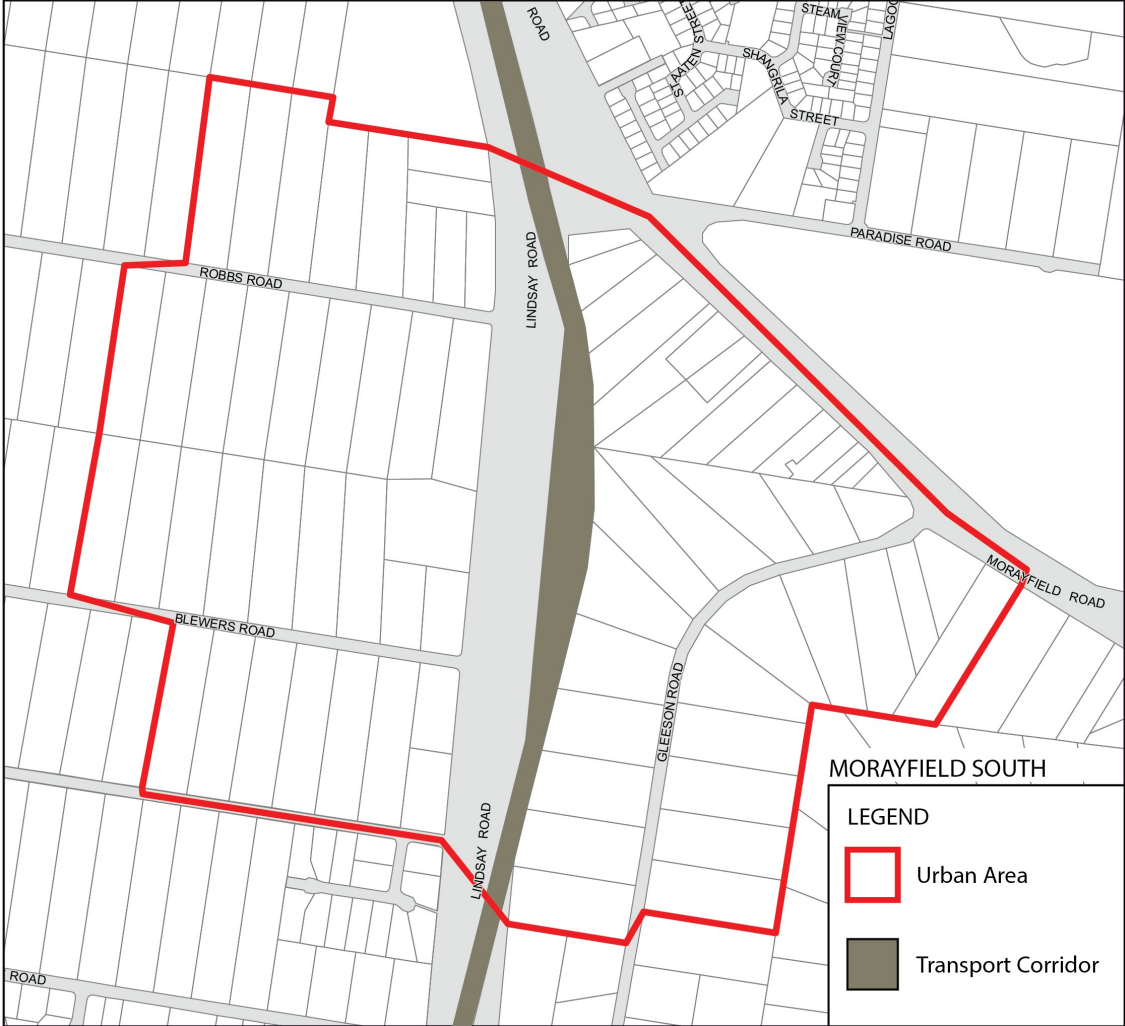 ROAD
STEAM
VIEW COURT
LAGOO
STAATEN STREET
SHANGRILA
STREET
PARADISE ROAD
LINDSAY ROAD
ROBBS ROAD
MORAYFIELD ROAD
BLEWERS ROAD
GLEESON ROAD
LINDSAY ROAD
ROAD
MORAYFIELD SOUTH
LEGEND
Urban Area
Transport Corridor